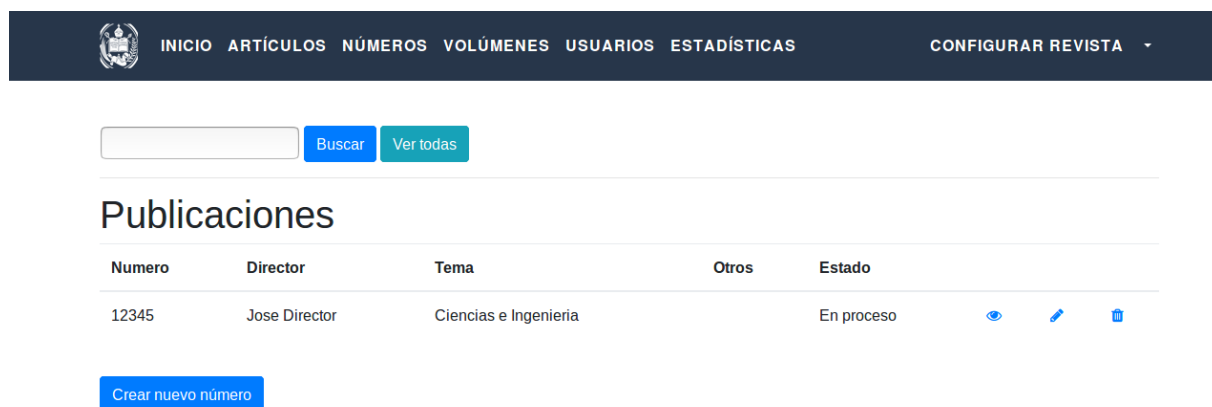 INICIO ARTÍCULOS NÚMEROS VOLÚMENES USUARIOS ESTADÍSTICAS CONFIGURAR REVISTA
Buscar Ver todas
Publicaciones
Numero Director Tema Otros Estado
12345 Jose Director Ciencias e Ingenieria En proceso
Crear nuevo número